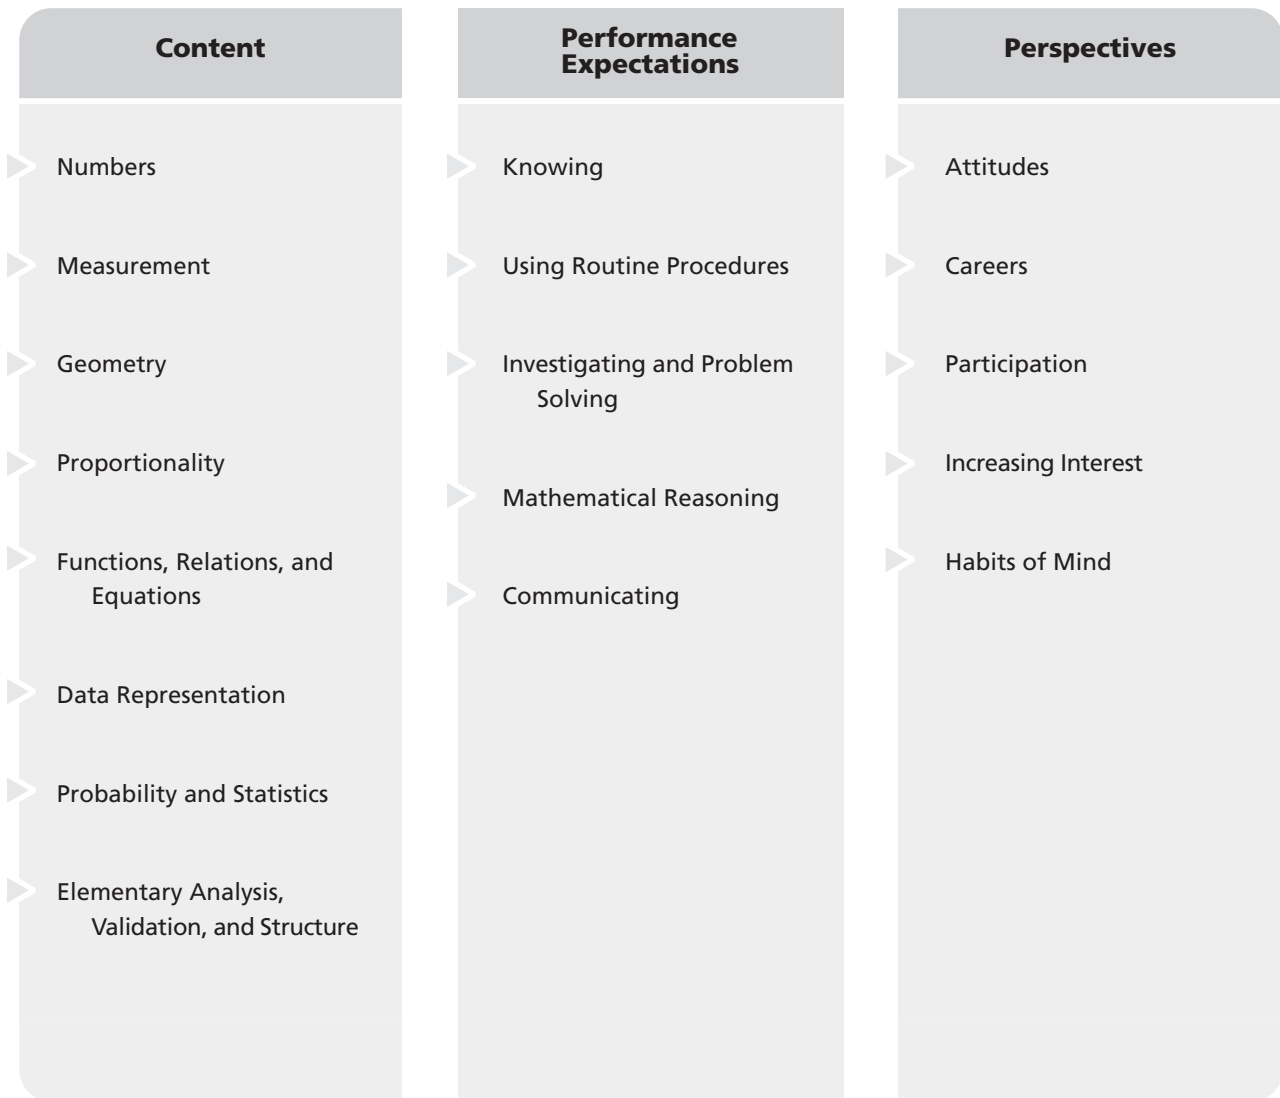 Content
Numbers
Measurement
Geometry
Proportionality
Functions, Relations, and
Equations
Data Representation
Probability and Statistics
Elementary Analysis,
Validation, and Structure
Performance
Expectations
Knowing
Using Routine Procedures
Investigating and Problem
Solving
Mathematical Reasoning
Communicating
Perspectives
Attitudes
Careers
Participation
Increasing Interest
Habits of Mind